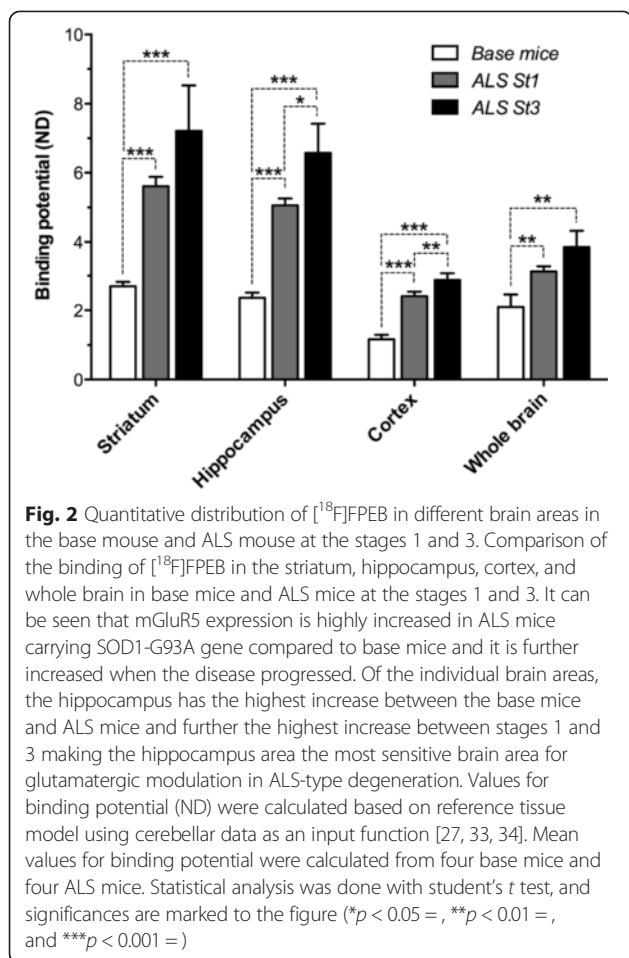 10
8
6
4
2
0
Binding potential (ND)
Base mice
ALS St1
ALS St3
***
***
***
***
*
***
***
**
**
**
Striatum
Hippocampus
Cortex
Whole brain
Fig. 2 Quantitative distribution of [18F]FPEB in different brain areas in
the base mouse and ALS mouse at the stages 1 and 3. Comparison of
the binding of [18F]FPEB in the striatum, hippocampus, cortex, and
whole brain in base mice and ALS mice at the stages 1 and 3. It can
be seen that mGluR5 expression is highly increased in ALS mice
carrying SOD1-G93A gene compared to base mice and it is further
increased when the disease progressed. Of the individual brain areas,
the hippocampus has the highest increase between the base mice
and ALS mice and further the highest increase between stages 1 and
3 making the hippocampus area the most sensitive brain area for
glutamatergic modulation in ALS-type degeneration. Values for
binding potential (ND) were calculated based on reference tissue
model using cerebellar data as an input function [27, 33, 34]. Mean
values for binding potential were calculated from four base mice and
four ALS mice. Statistical analysis was done with student's t test, and
significances are marked to the figure (*p < 0.05 = , **p < 0.01 = ,
and ***p < 0.001 = )